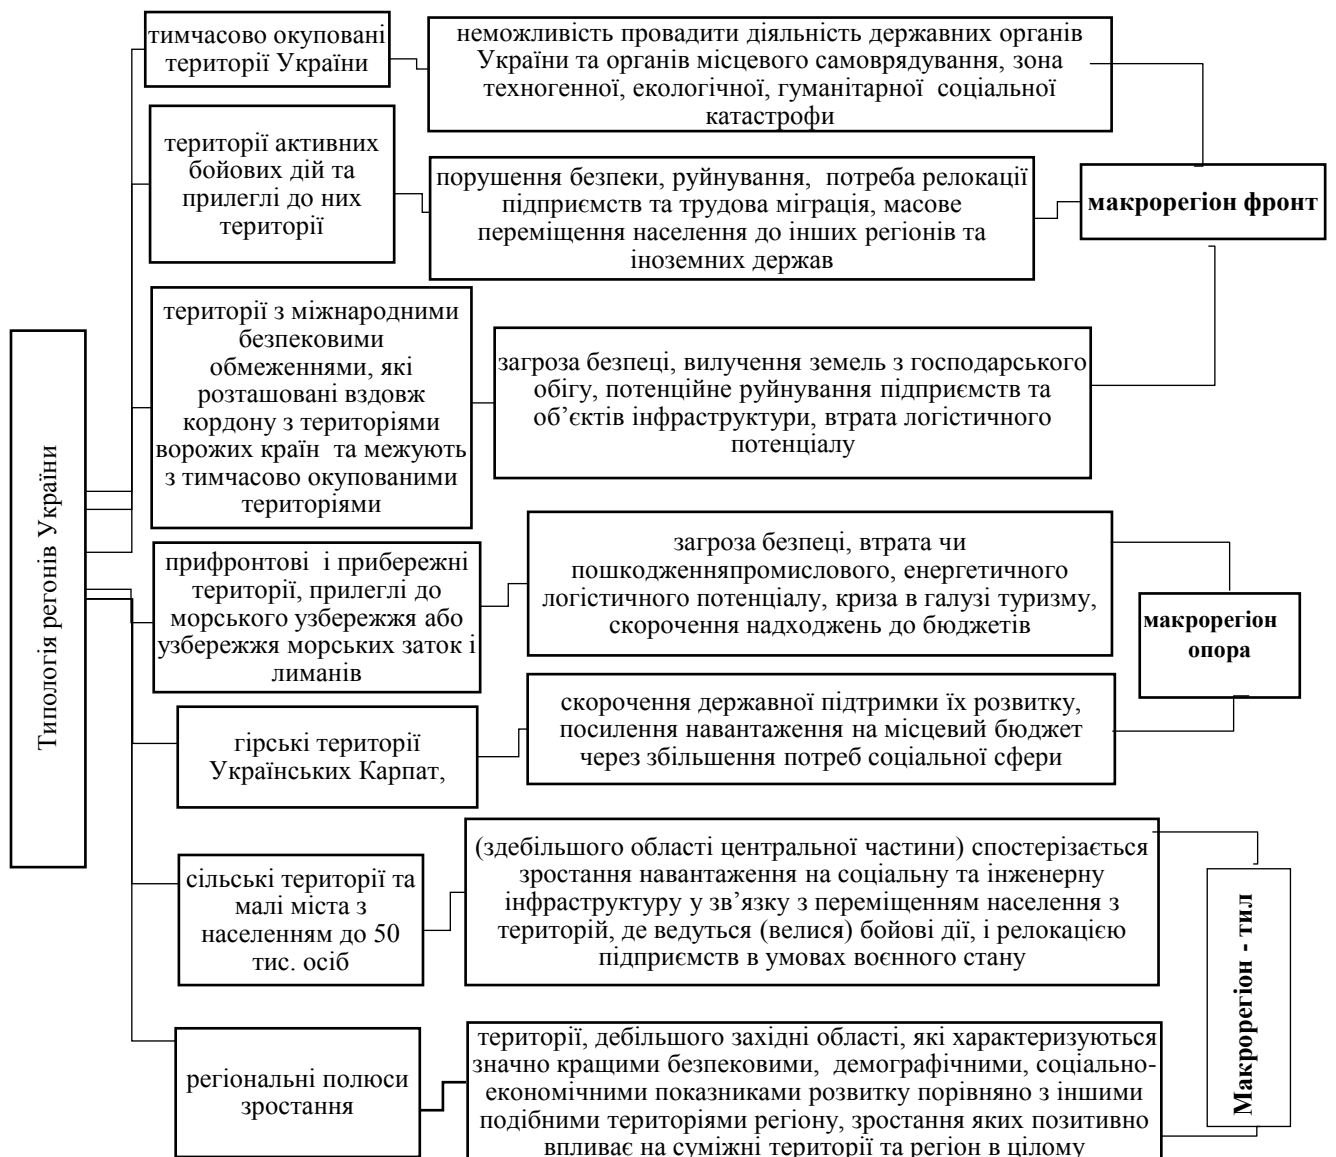 Типологія регонів України
тимчасово окуповані
території України
неможливість провадити діяльність державних органів
України та органів місцевого самоврядування, зона
техногенної, екологічної, гуманітарної соціальної
катастрофи
території активних
бойових дій та
прилеглі до них
території
порушення безпеки, руйнування, потреба релокації
підприємств та трудова міграція, масове
переміщення населення до інших регіонів та
іноземних держав
макрорегіон фронт
території з міжнародними
безпековими
обмеженнями, які
розташовані вздовж
кордону з територіями
ворожих країн та межують
з тимчасово окупованими
територіями
загроза безпеці, вилучення земель з господарського
обігу, потенційне руйнування підприємств та
об’єктів інфраструктури, втрата логістичного
потенціалу
прифронтові і прибережні
території, прилеглі до
морського узбережжя або
узбережжя морських заток і
лиманів
загроза безпеці, втрата чи
пошкодженняпромислового, енергетичного
логістичного потенціалу, криза в галузі туризму,
скорочення надходжень до бюджетів
макрорегіон
опора
гірські території
Українських Карпат,
скорочення державної підтримки їх розвитку,
посилення навантаження на місцевий бюджет
через збільшення потреб соціальної сфери
сільські території та
малі міста з
населенням до 50
тис. осіб
(здебільшого області центральної частини) спостерізається
зростання навантаження на соціальну та інженерну
інфраструктуру у зв’язку з переміщенням населення з
територій, де ведуться (велися) бойові дії, і релокацією
підприємств в умовах воєнного стану
Макрорегіон - тил
регіональні полюси
зростання
території, дебільшого західні області, які характеризуються
значно кращими безпековими, демографічними, соціально-
економічними показниками розвитку порівняно з іншими
подібними територіями регіону, зростання яких позитивно
впливає на суміжні території та регіон в цілому